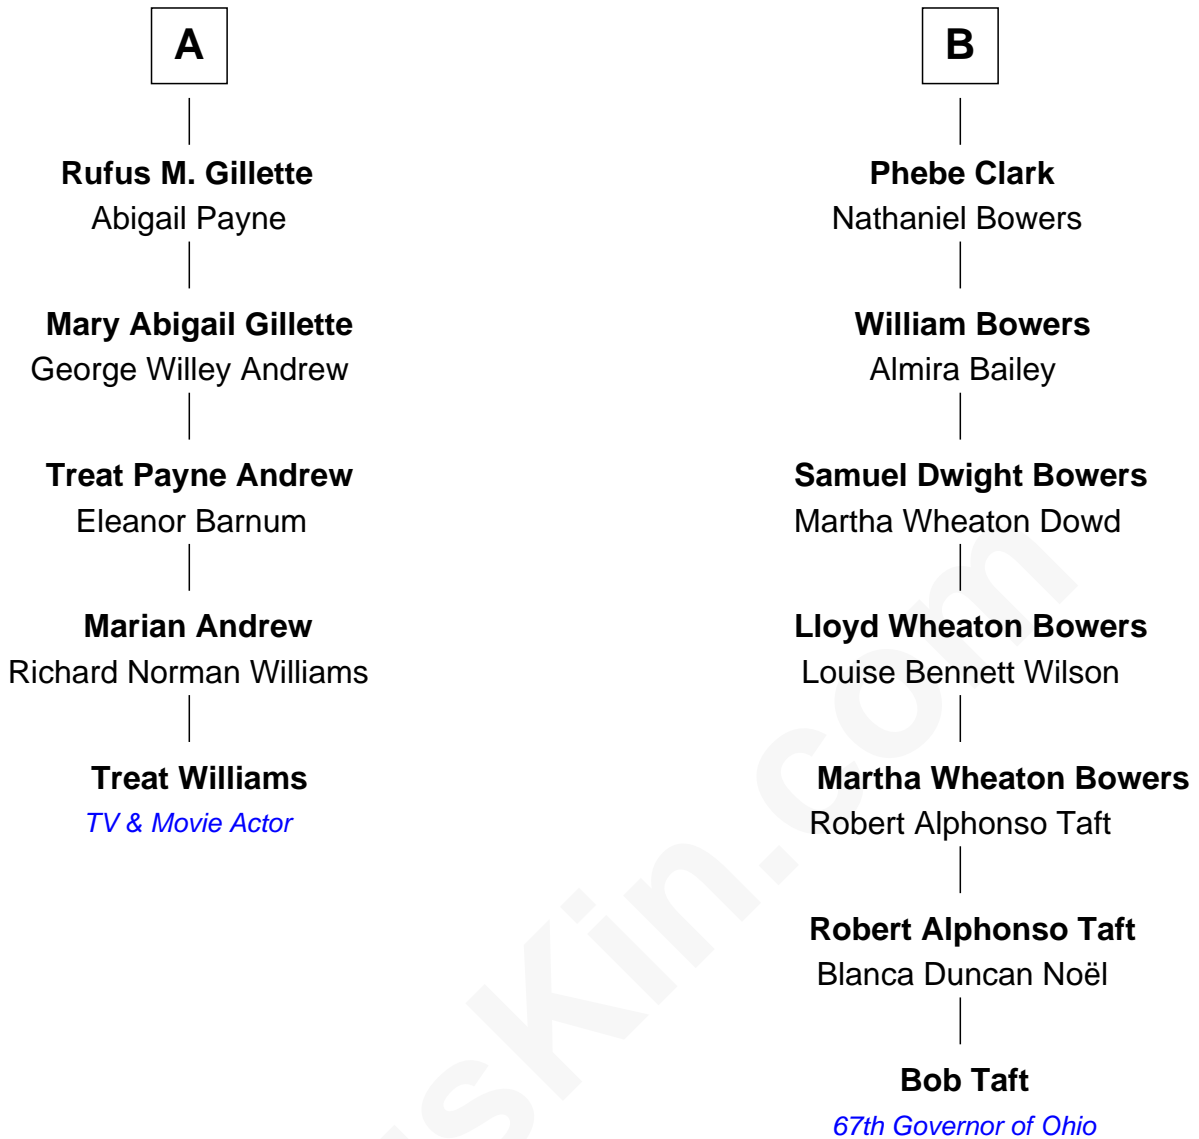 A
Rufus M. Gillette
Abigail Payne
Mary Abigail Gillette
George Willey Andrew
Treat Payne Andrew
Eleanor Barnum
Marian Andrew
Richard Norman Williams
Treat Williams
TV & Movie Actor
B
Phebe Clark
Nathaniel Bowers
William Bowers
Almira Bailey
Samuel Dwight Bowers
Martha Wheaton Dowd
Lloyd Wheaton Bowers
Louise Bennett Wilson
Martha Wheaton Bowers
Robert Alphonso Taft
Robert Alphonso Taft
Blanca Duncan Noël
Bob Taft
67th Governor of Ohio
usKin.com